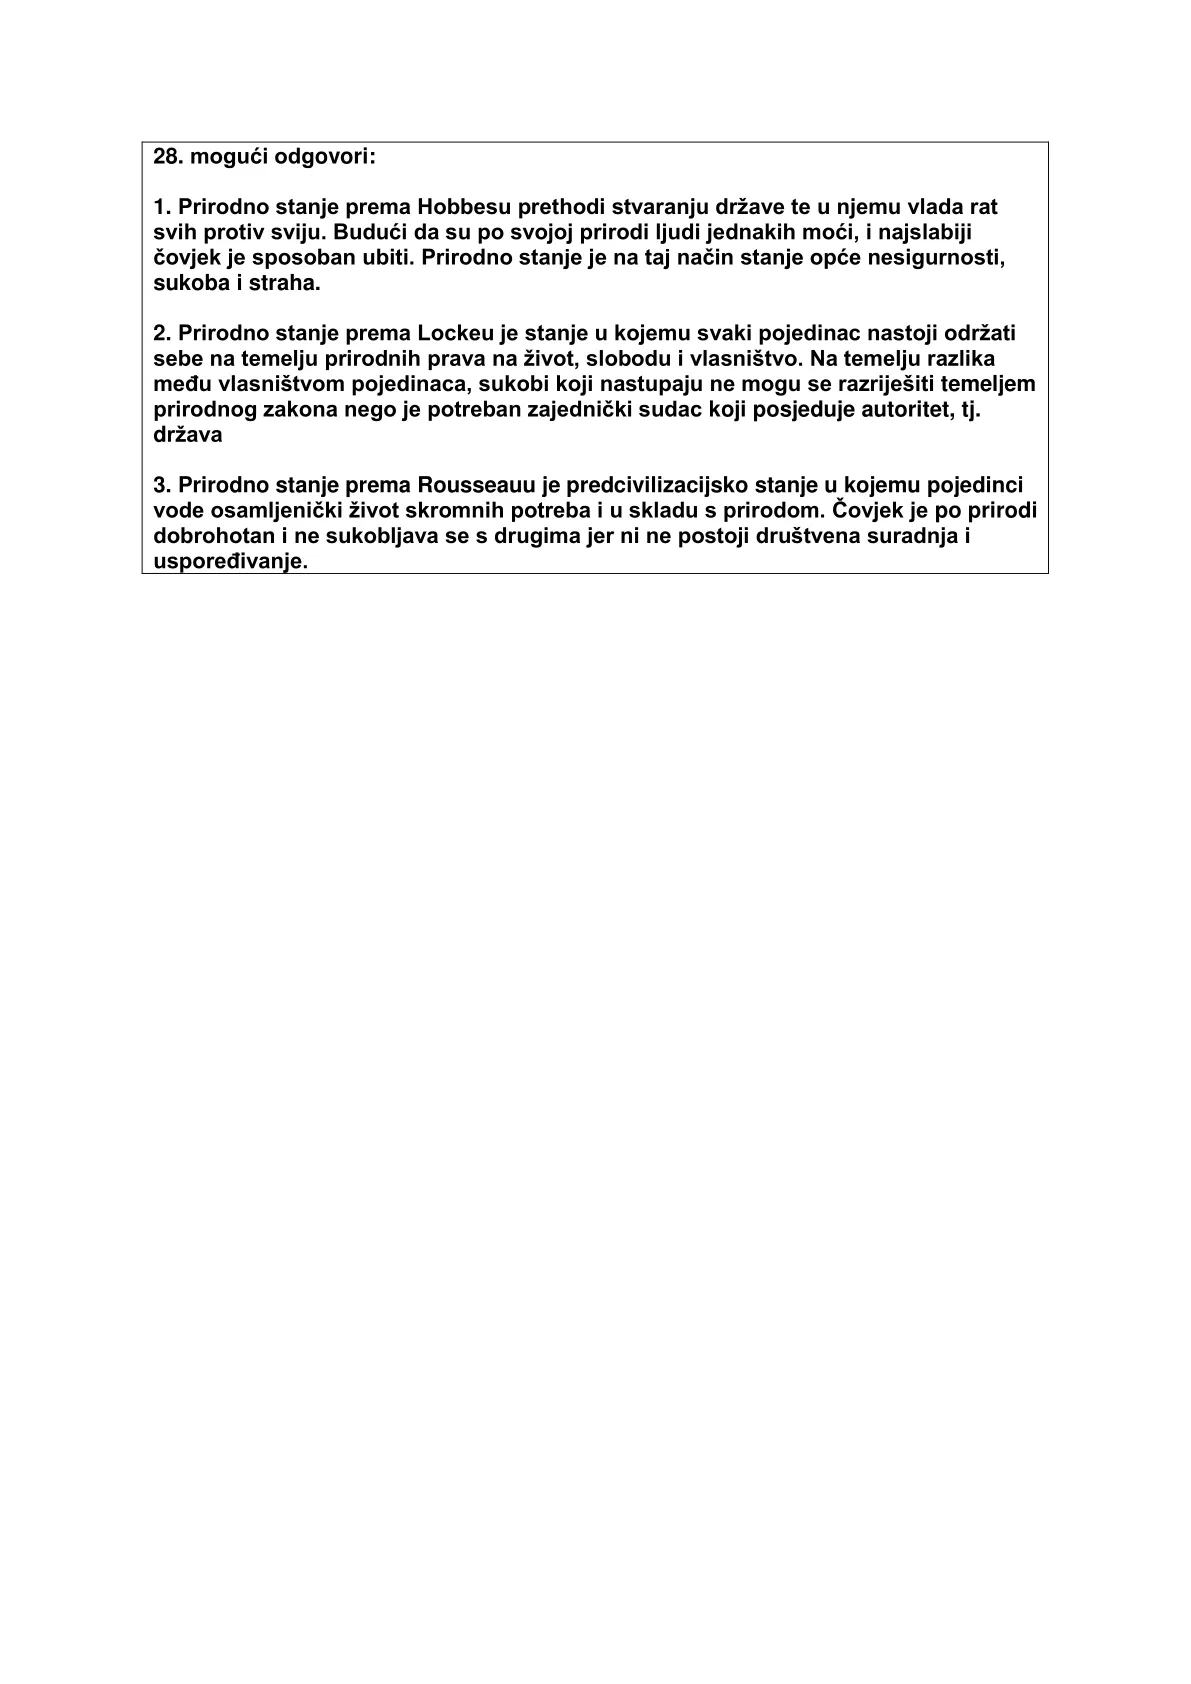 28. mogući odgovori:
1. Prirodno stanje prema Hobbesu prethodi stvaranju države te u njemu vlada rat
svih protiv sviju. Budući da su po svojoj prirodi ljudi jednakih moći, i najslabiji
čovjek je sposoban ubiti. Prirodno stanje je na taj način stanje opće nesigurnosti,
sukoba i straha.
2. Prirodno stanje prema Lockeu je stanje u kojemu svaki pojedinac nastoji održati
sebe na temelju prirodnih prava na život, slobodu i vlasništvo. Na temelju razlika
među vlasništvom pojedinaca, sukobi koji nastupaju ne mogu se razriješiti temeljem
prirodnog zakona nego je potreban zajednički sudac koji posjeduje autoritet, tj.
država
3. Prirodno stanje prema Rousseauu je predcivilizacijsko stanje u kojemu pojedinci
vode osamljenički život skromnih potreba i u skladu s prirodom. Čovjek je po prirodi
dobrohotan i ne sukobljava se s drugima jer ni ne postoji društvena suradnja i
uspoređivanje.